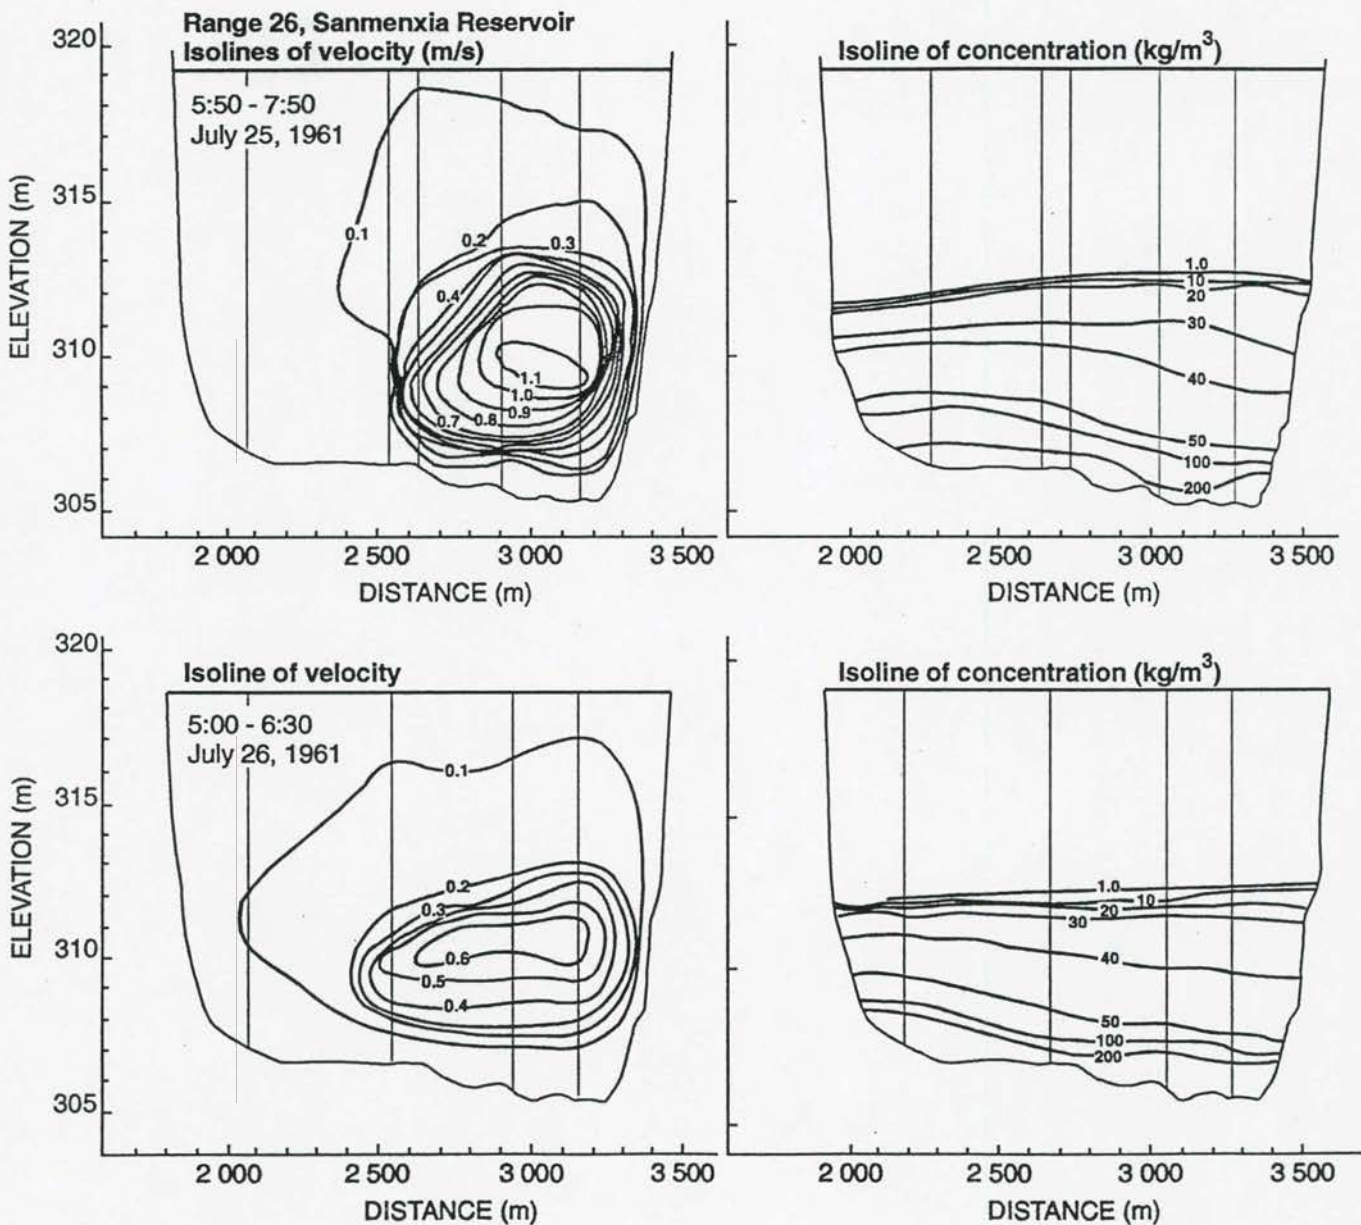 Range 26, Sanmenxia Reservoir
Isolines of velocity (m/s)
5:50 - 7:50
July 25, 1961
ELEVATION (m)
320
315
310
305
0.1
0.2
0.3
0.4
1.1
1.0
0.9
0.8
0.7
2 000 2 500 3 000 3 500
DISTANCE (m)
Isoline of concentration (kg/m³)
1.0
10
20
30
40
50
100
200
2 000 2 500 3 000 3 500
DISTANCE (m)
Isoline of velocity
5:00 - 6:30
July 26, 1961
ELEVATION (m)
320
315
310
305
0.1
0.2
0.3
0.6
0.5
0.4
2 000 2 500 3 000 3 500
DISTANCE (m)
Isoline of concentration (kg/m³)
1.0
10
20
30
40
50
100
200
2 000 2 500 3 000 3 500
DISTANCE (m)